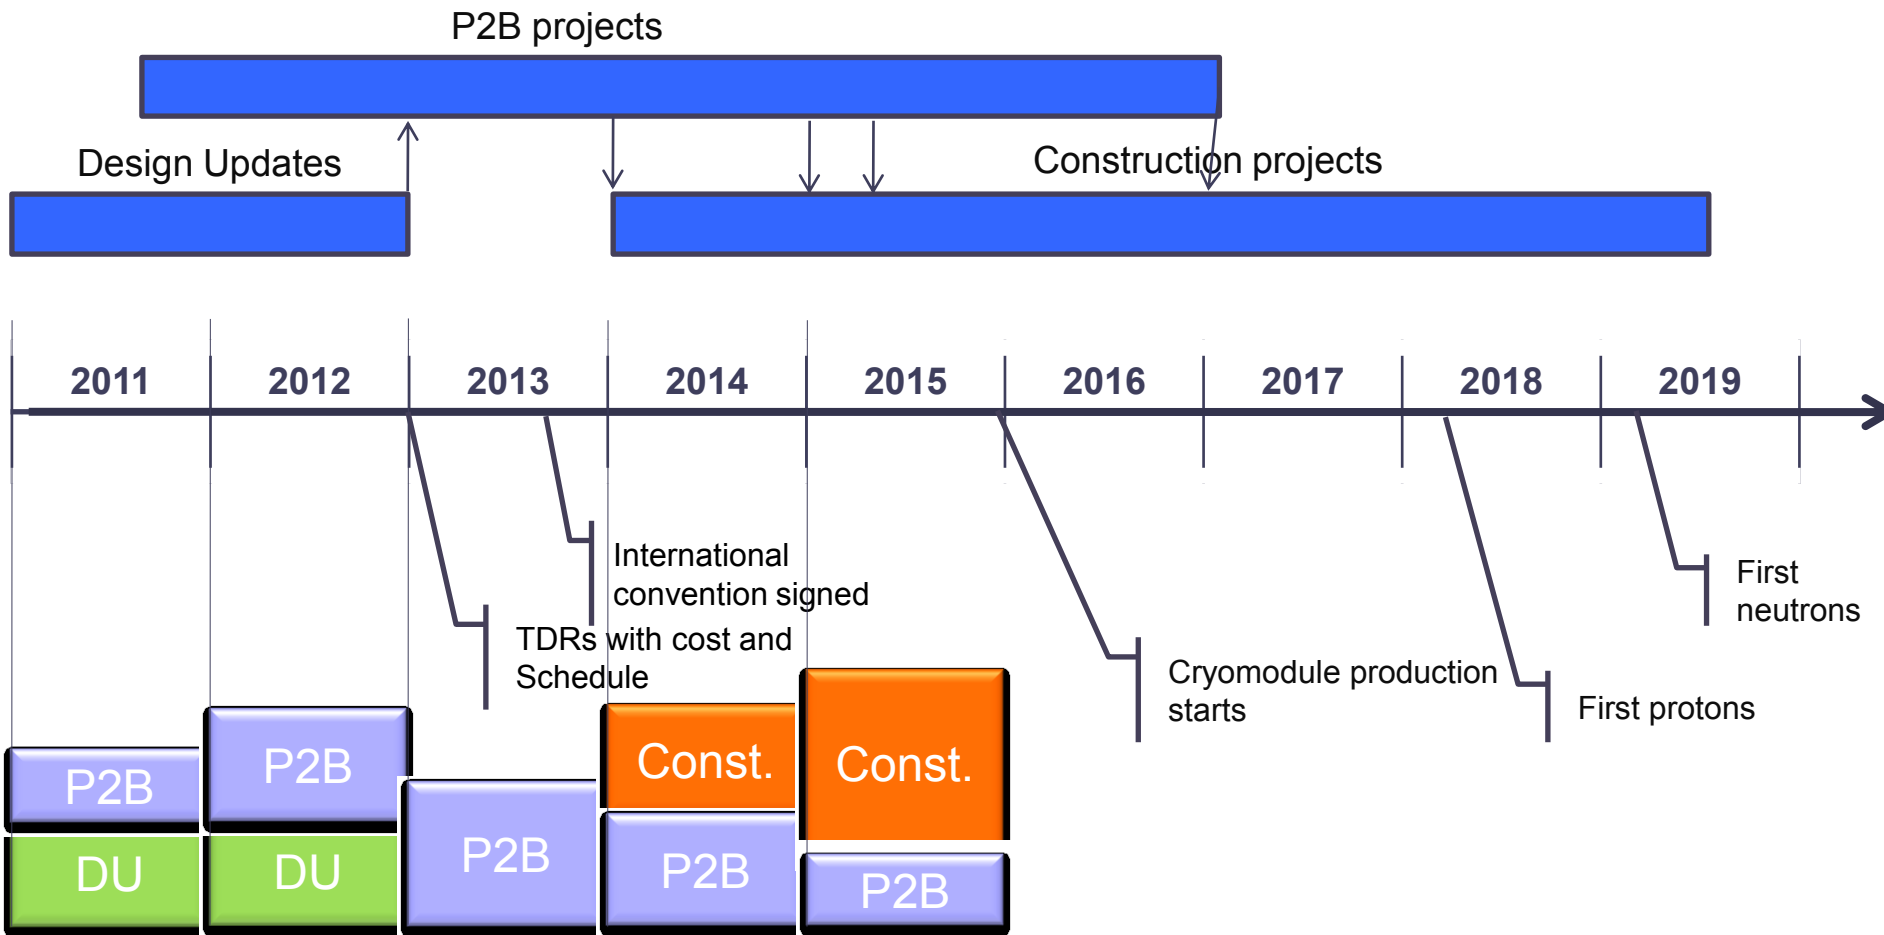 P2B projects
Design Updates
Construction projects
2011 2012 2013 2014 2015 2016 2017 2018 2019
International
convention signed
TDRs with cost and
Schedule
Cryomodule production
starts
First protons
First
neutrons
P2B
DU
P2B
DU
P2B
Const.
P2B
Const.
P2B